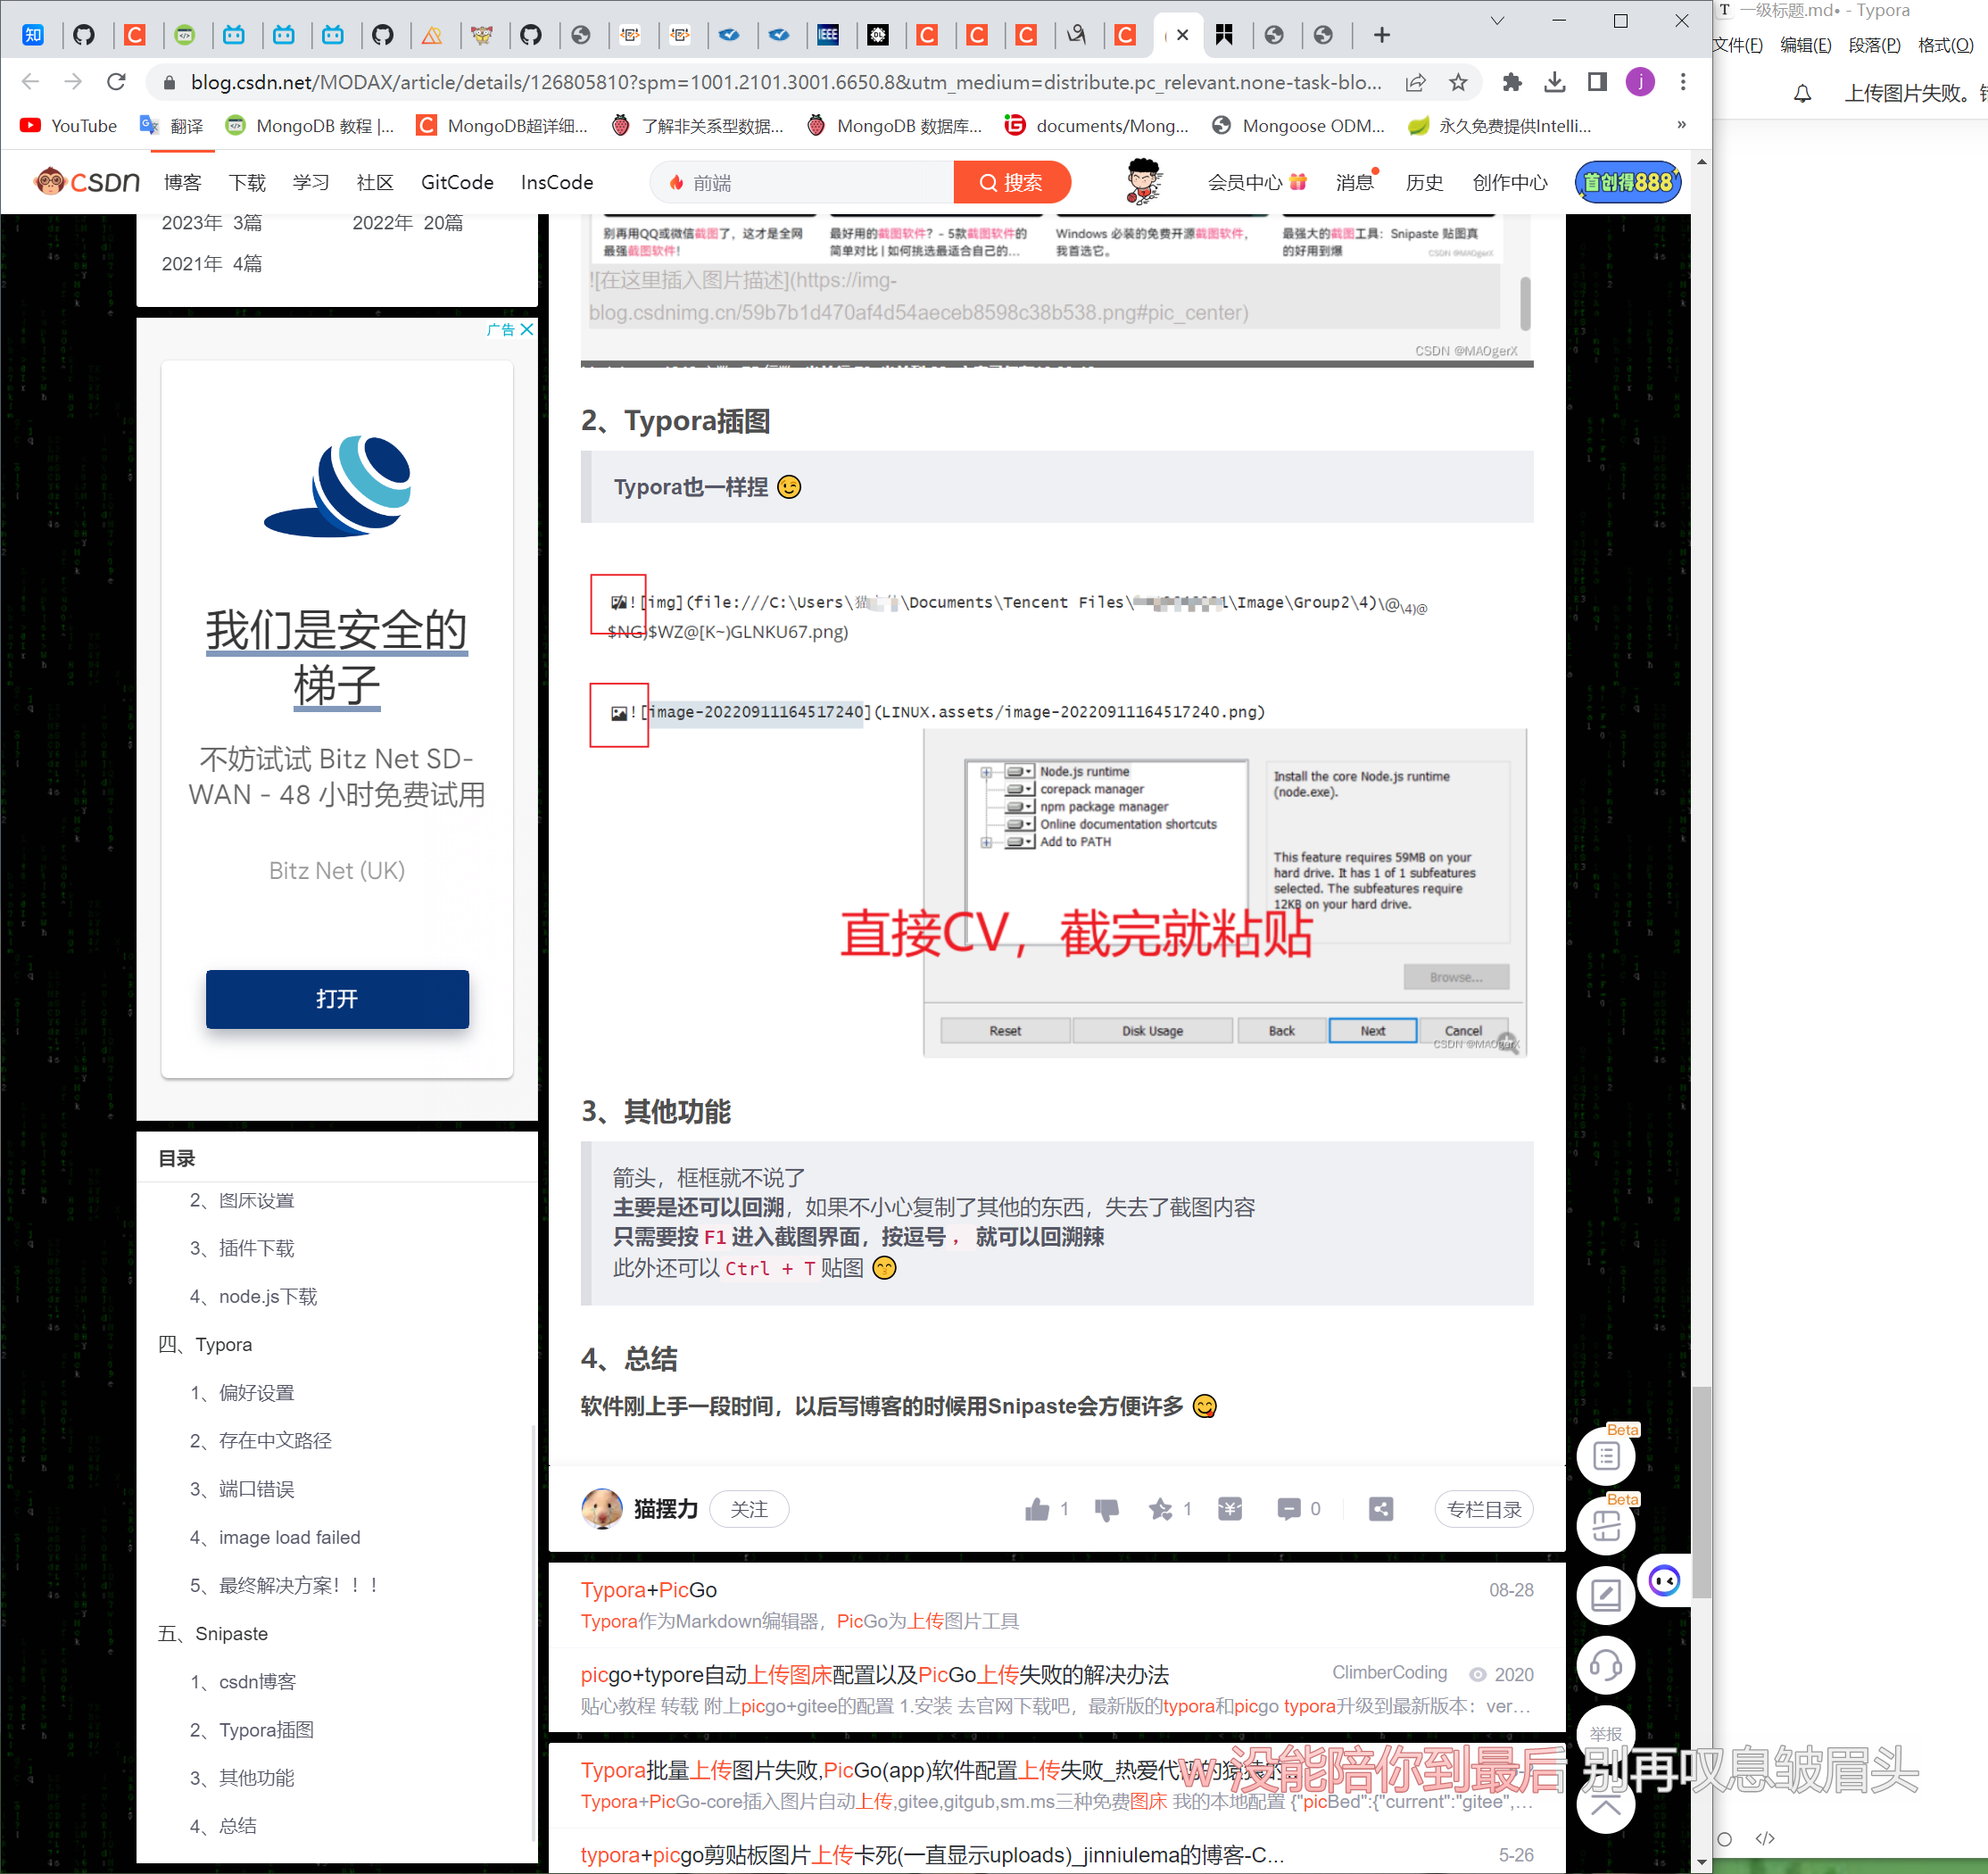 一级标题.md• - Typora
文件(F) 编辑(E) 段落(P) 格式(O)
上传图片失败。
blog.csdn.net/MODAX/article/details/126805810?spm=1001.2101.3001.6650.8&utm_medium=distribute.pc_relevant.none-task-blo...
YouTube 翻译 MongoDB 教程 |... MongoDB超详细... 了解非关系型数据... MongoDB 数据库... documents/Mong... Mongoose ODM... 永久免费提供Intelli... »
CSDN 博客 下载 学习 社区 GitCode InsCode 前端 搜索 会员中心 消息 历史 创作中心 首创得888
2023年 3篇 2022年 20篇
2021年 4篇
广告
我们是安全的
梯子
不妨试试 Bitz Net SD-
WAN - 48 小时免费试用
Bitz Net (UK)
打开
目录
2、图床设置
3、插件下载
4、node.js下载
四、Typora
1、偏好设置
2、存在中文路径
3、端口错误
4、image load failed
5、最终解决方案！！！
五、Snipaste
1、csdn博客
2、Typora插图
3、其他功能
4、总结
别再用QQ或微信截图了，这才是全网
最强截图软件！
最好用的截图软件？- 5款截图软件的
简单对比 | 如何挑选最适合自己的...
Windows 必装的免费开源截图软件，
我首选它。
最强大的截图工具：Snipaste 贴图真
的好用到爆
CSDN @MAOgerX
![在这里插入图片描述](https://img-
blog.csdnimg.cn/59b7b1d470af4d54aeceb8598c38b538.png#pic_center)
CSDN @MAOgerX
2、Typora插图
Typora也一样捏 😉
![img](file:///C:\Users\猫\Documents\Tencent Files\\Image\Group2\4)\@\4)@
$NG)$WZ@[K~)GLNKU67.png)
![image-20220911164517240](LINUX.assets/image-20220911164517240.png)
Node.js runtime
corepack manager
npm package manager
Online documentation shortcuts
Add to PATH
Install the core Node.js runtime
(node.exe).
This feature requires 59MB on your
hard drive. It has 1 of 1 subfeatures
selected. The subfeatures require
12KB on your hard drive.
直接CV，截完就粘贴
Browse...
Reset Disk Usage Back Next Cancel
CSDN @MAOgerX
3、其他功能
箭头，框框就不说了
主要是还可以回溯，如果不小心复制了其他的东西，失去了截图内容
只需要按 F1 进入截图界面，按逗号 ， 就可以回溯辣
此外还可以 Ctrl + T 贴图 😙
4、总结
软件刚上手一段时间，以后写博客的时候用Snipaste会方便许多 😋
猫摆力 关注 1 1 0 专栏目录
Typora+PicGo 08-28
Typora作为Markdown编辑器，PicGo为上传图片工具
picgo+typore自动上传图床配置以及PicGo上传失败的解决办法 ClimberCoding 2020
贴心教程 转载 附上picgo+gitee的配置 1.安装 去官网下载吧，最新版的typora和picgo typora升级到最新版本：ver...
Typora批量上传图片失败,PicGo(app)软件配置上传失败_热爱代码的
Typora+PicGo-core插入图片自动上传,gitee,gitgub,sm.ms三种免费图床 我的本地配置 {"picBed":{"current":"gitee",...
typora+picgo剪贴板图片上传卡死(一直显示uploads)_jinniulema的博客-C... 5-26
Beta
Beta
举报
W 没能陪你到最后 别再叹息皱眉头